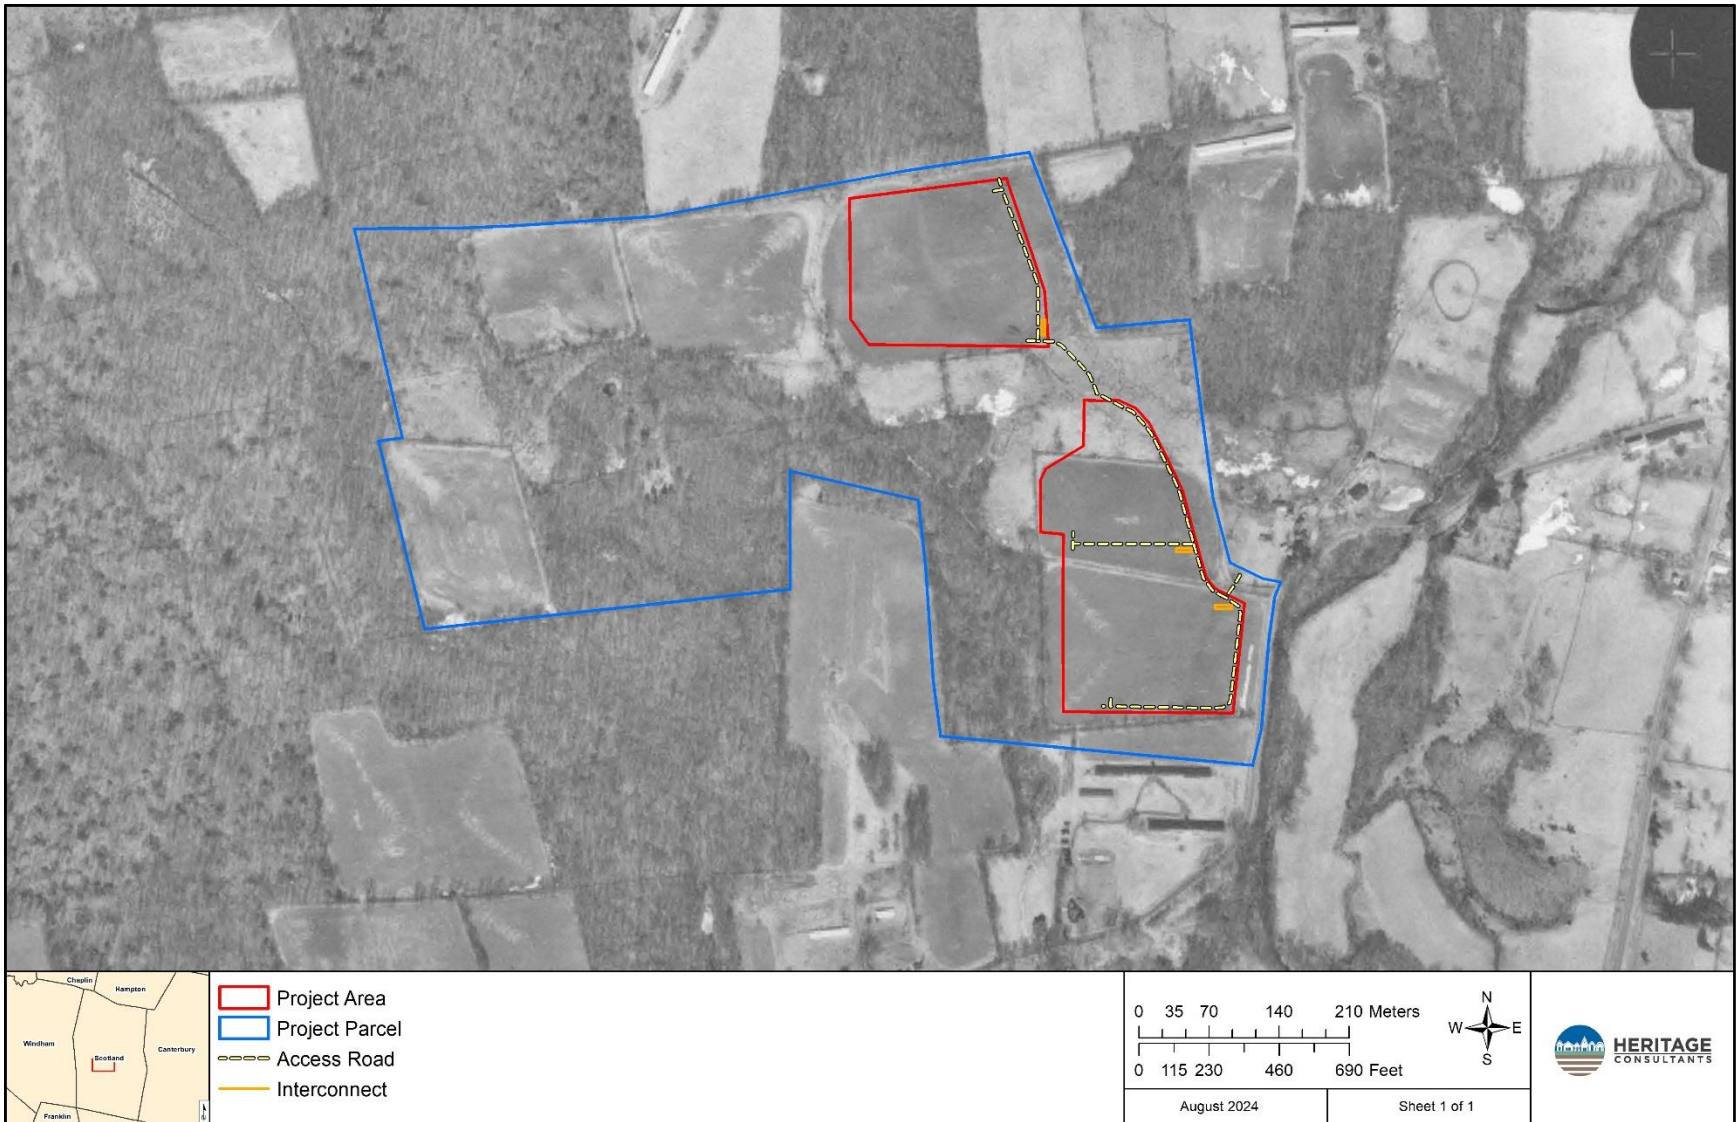 Chaplin
Hampton
Windham
Scotland
Canterbury
Franklin
Project Area
Project Parcel
Access Road
Interconnect
0 35 70 140 210 Meters
0 115 230 460 690 Feet
N
W E
S
August 2024
Sheet 1 of 1
HERITAGE
CONSULTANTS